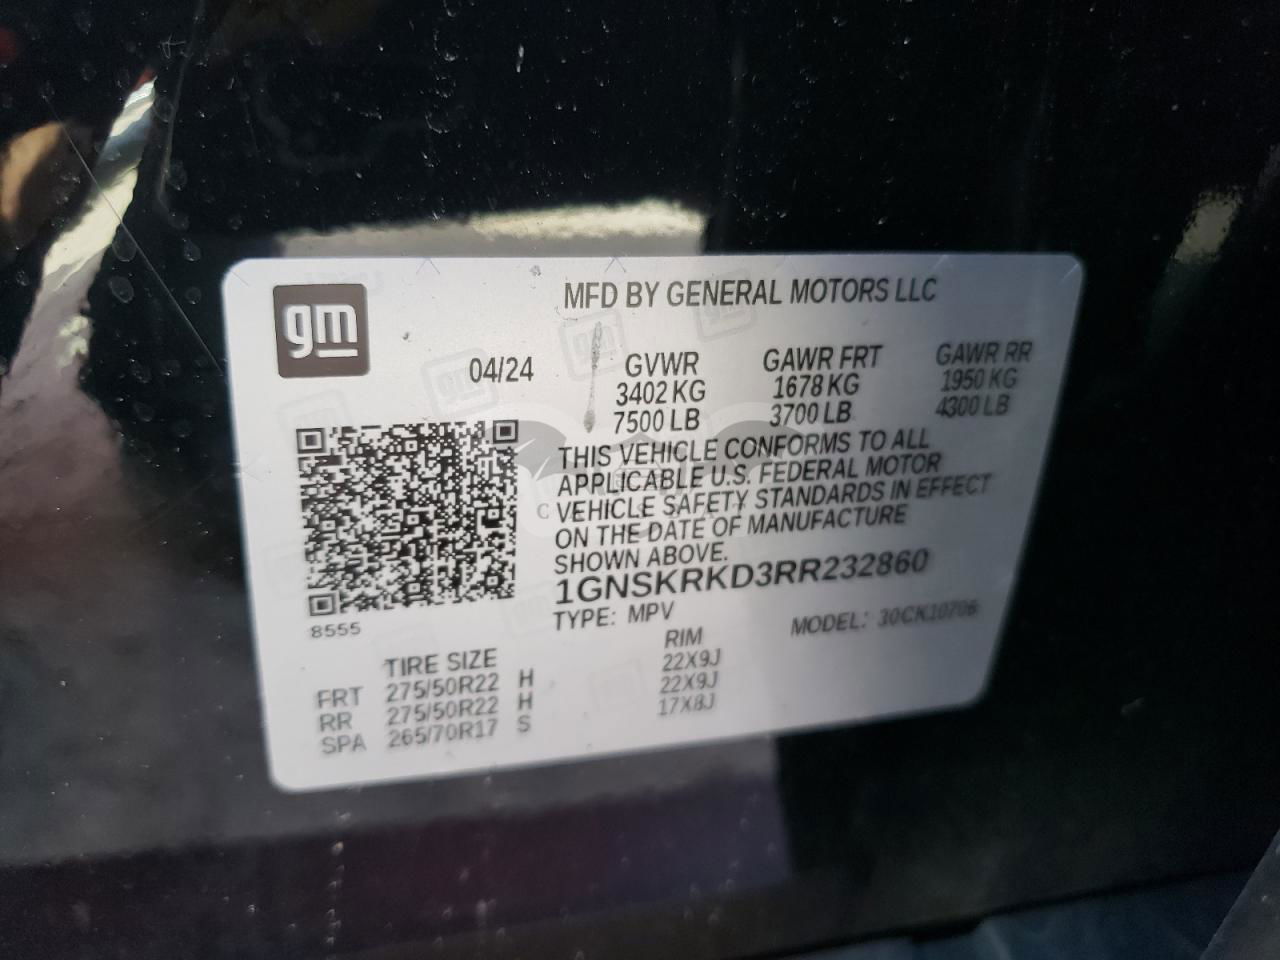 gm
MFD BY GENERAL MOTORS LLC
04/24
GVWR GAWR FRT GAWR RR
3402 KG 1678 KG 1950 KG
7500 LB 3700 LB 4300 LB
THIS VEHICLE CONFORMS TO ALL
APPLICABLE U.S. FEDERAL MOTOR
VEHICLE SAFETY STANDARDS IN EFFECT
ON THE DATE OF MANUFACTURE
SHOWN ABOVE.
1GNSKRKD3RR232860
TYPE: MPV MODEL: 30CK10706
8555
TIRE SIZE RIM
FRT 275/50R22 H 22X9J
RR 275/50R22 H 22X9J
SPA 265/70R17 S 17X8J